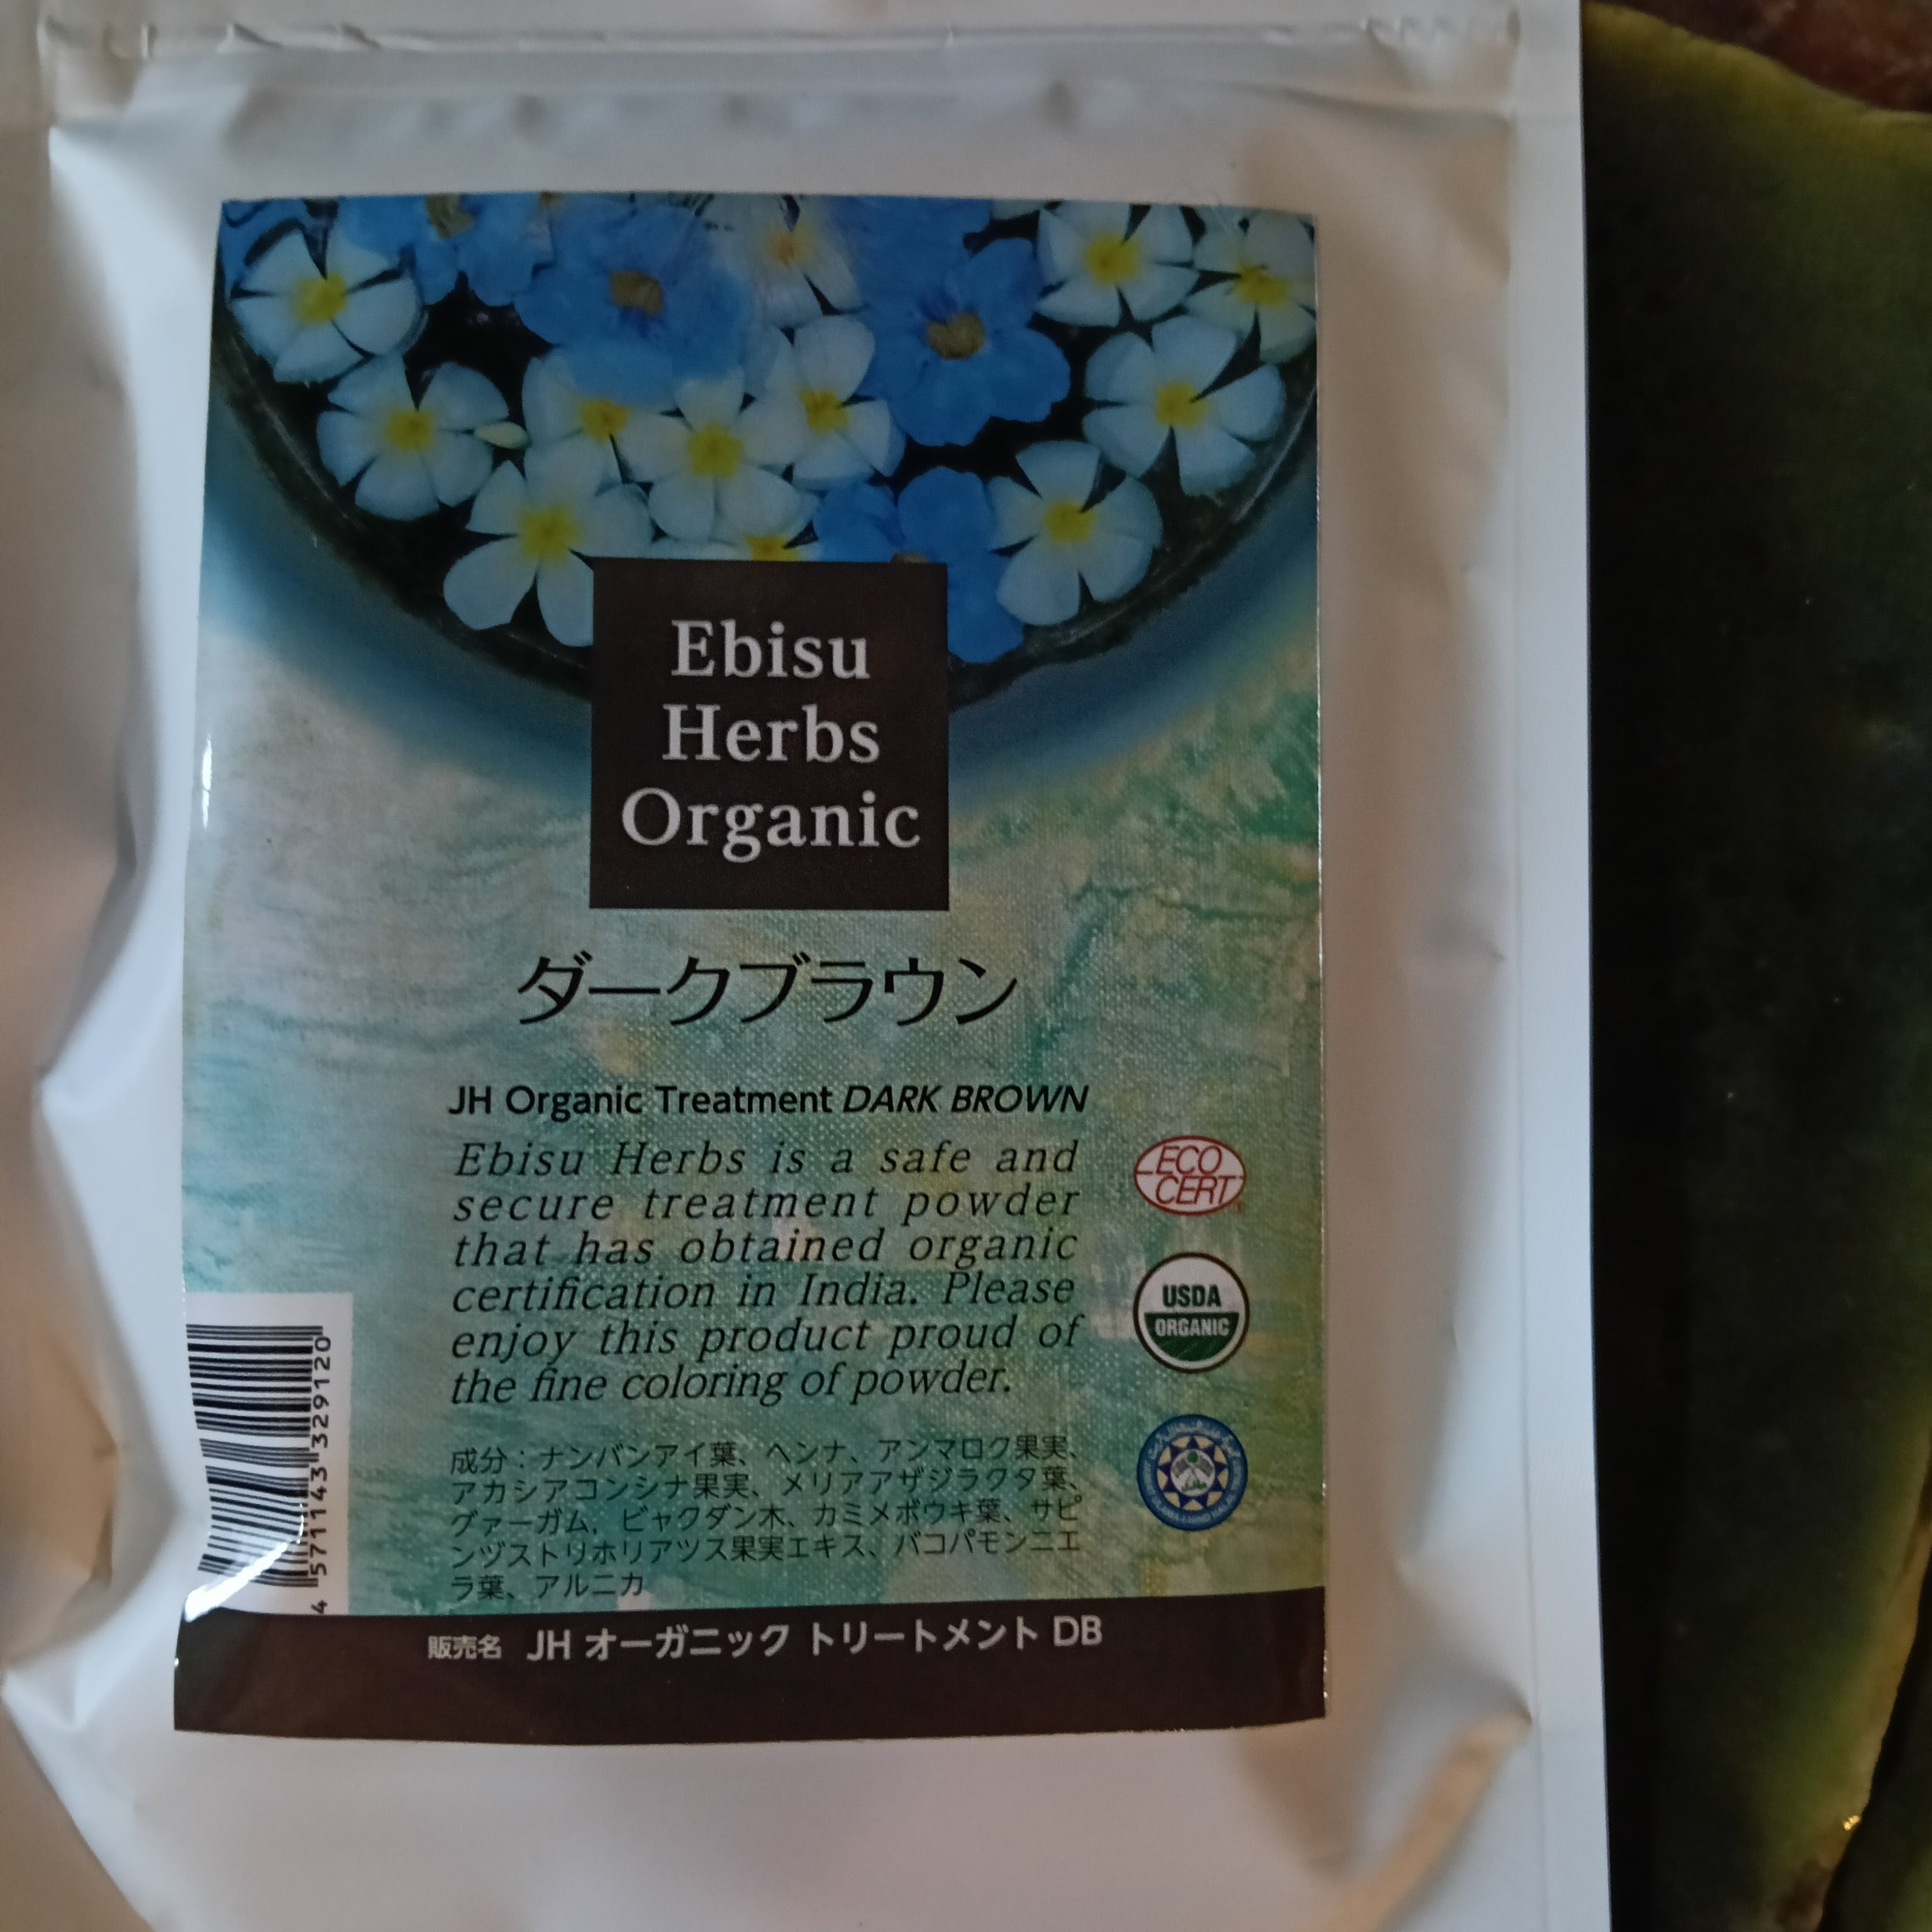 Ebisu
Herbs
Organic
ダークブラウン
JH Organic Treatment DARK BROWN
Ebisu Herbs is a safe and
secure treatment powder
that has obtained organic
certification in India. Please
enjoy this product proud of
the fine coloring of powder.
ECO
CERT
USDA
ORGANIC
成分：ナンバンアイ葉、ヘンナ、アンマロク果実、
アカシアコンシナ果実、メリアアザジラクタ葉、
グァーガム, ビャクダン木、カミメボウキ葉、サピ
ンヅストリホリアツス果実エキス、バコパモンニエ
ラ葉、アルニカ
4 571143 329120
販売名 JH オーガニック トリートメント DB